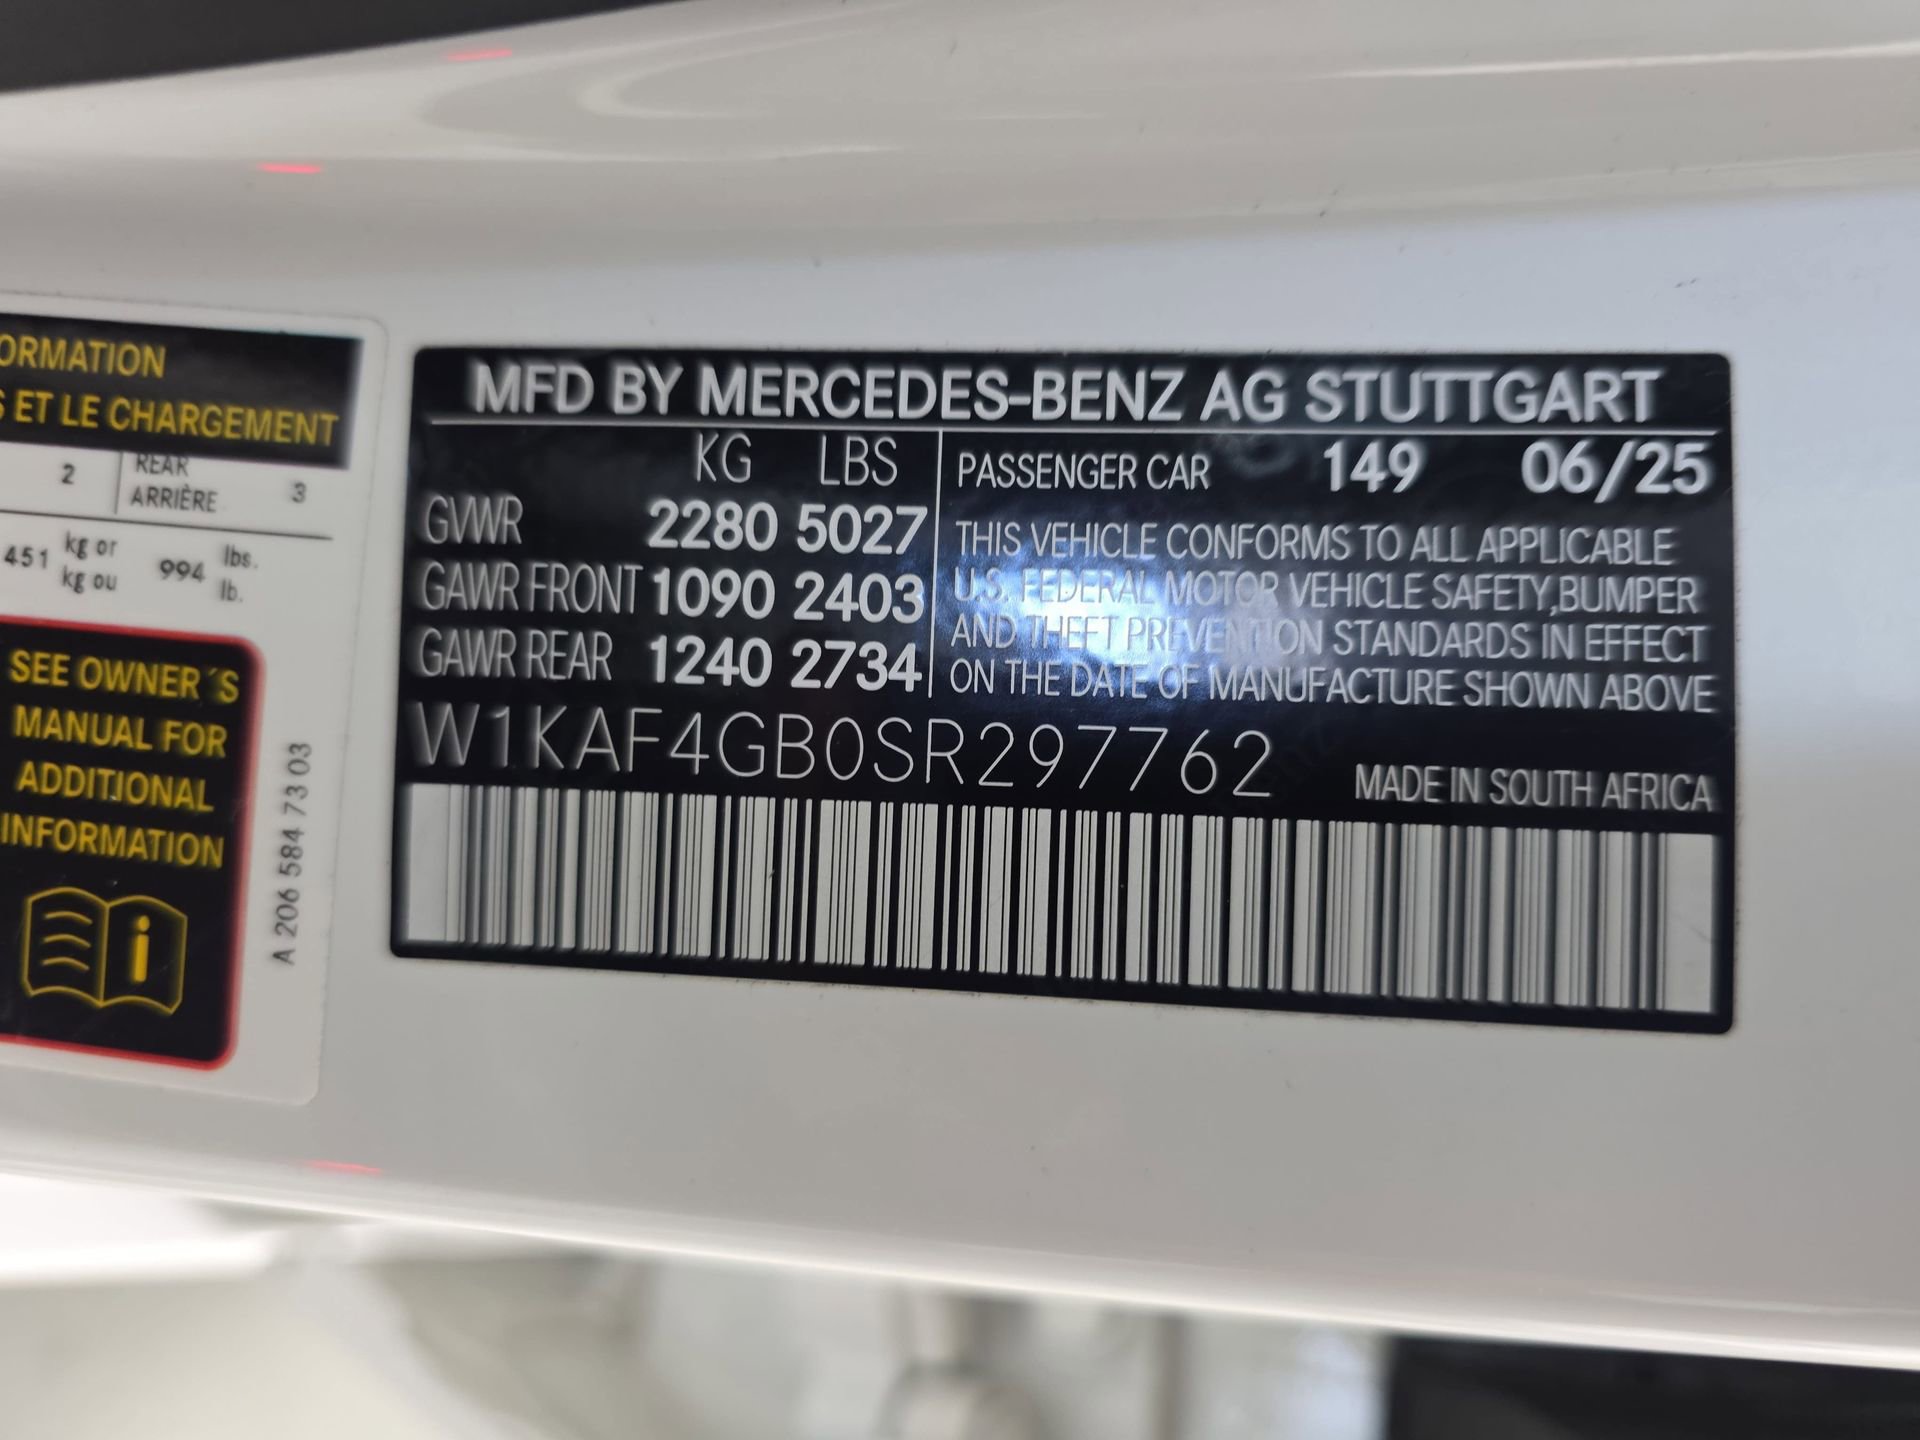 ORMATION
S ET LE CHARGEMENT
2 REAR ARRIÈRE 3
451 kg or kg ou 994 lbs. lb.
SEE OWNER´S
MANUAL FOR
ADDITIONAL
INFORMATION
i
A 206 584 73 03
MFD BY MERCEDES-BENZ AG STUTTGART
KG LBS
GVWR 2280 5027
GAWR FRONT 1090 2403
GAWR REAR 1240 2734
PASSENGER CAR 149 06/25
THIS VEHICLE CONFORMS TO ALL APPLICABLE
U.S. FEDERAL MOTOR VEHICLE SAFETY,BUMPER
AND THEFT PREVENTION STANDARDS IN EFFECT
ON THE DATE OF MANUFACTURE SHOWN ABOVE
W1KAF4GB0SR297762
MADE IN SOUTH AFRICA